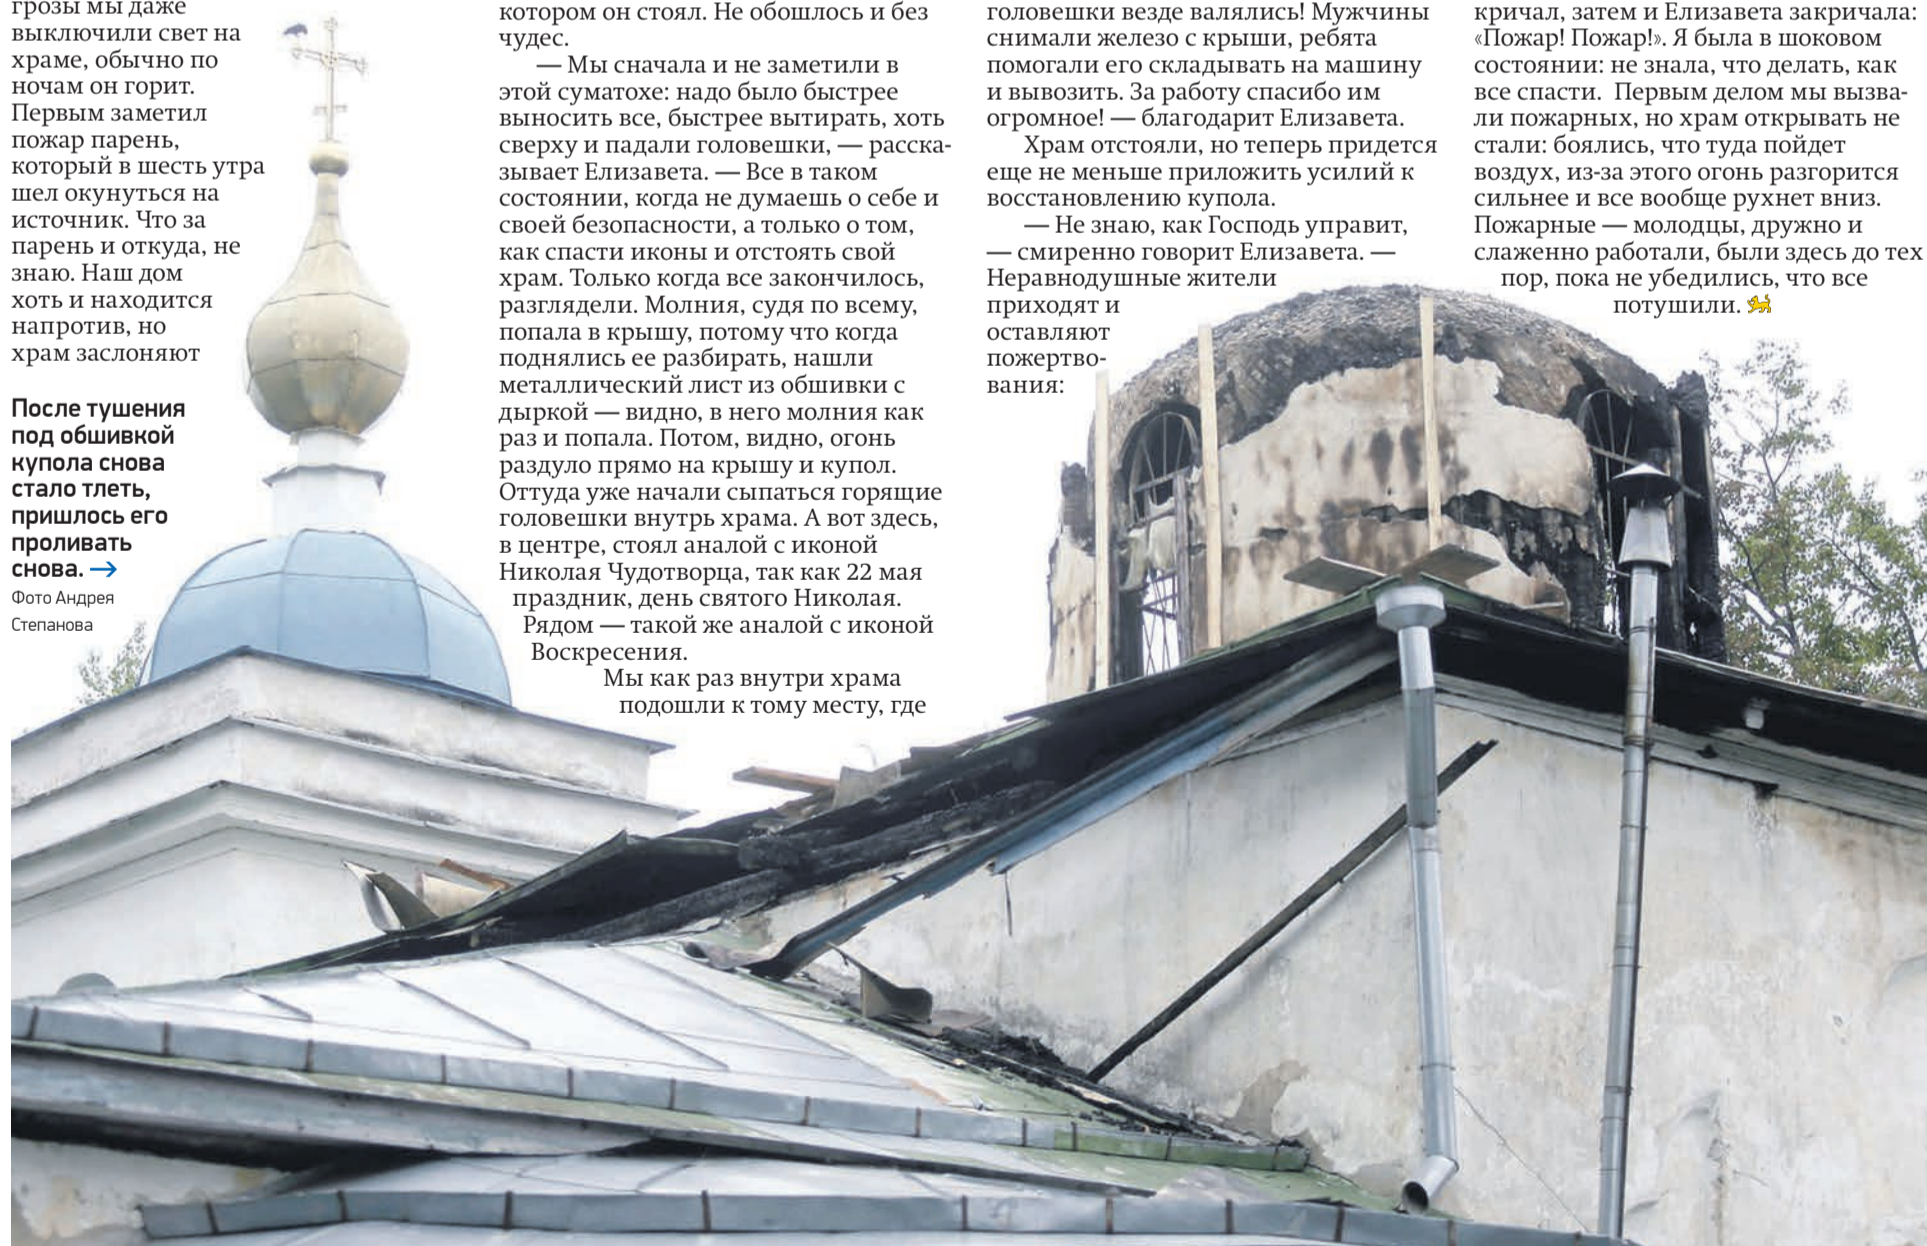 грозы мы даже
выключили свет на
храме, обычно по
ночам он горит.
Первым заметил
пожар парень,
который в шесть утра
шел окунуться на
источник. Что за
парень и откуда, не
знаю. Наш дом
хоть и находится
напротив, но
храм заслоняют
После тушения
под обшивкой
купола снова
стало тлеть,
пришлось его
проливать
снова.
Фото Андрея
Степанова
котором он стоял. Не обошлось и без
чудес.
— Мы сначала и не заметили в
этой суматохе: надо было быстрее
выносить все, быстрее вытирать, хоть
сверху и падали головешки, — расска-
зывает Елизавета. — Все в таком
состоянии, когда не думаешь о себе и
своей безопасности, а только о том,
как спасти иконы и отстоять свой
храм. Только когда все закончилось,
разглядели. Молния, судя по всему,
попала в крышу, потому что когда
поднялись ее разбирать, нашли
металлический лист из обшивки с
дыркой — видно, в него молния как
раз и попала. Потом, видно, огонь
раздуло прямо на крышу и купол.
Оттуда уже начали сыпаться горящие
головешки внутрь храма. А вот здесь,
в центре, стоял аналой с иконой
Николая Чудотворца, так как 22 мая
праздник, день святого Николая.
Рядом — такой же аналой с иконой
Воскресения.
Мы как раз внутри храма
подошли к тому месту, где
головешки везде валялись! Мужчины
снимали железо с крыши, ребята
помогали его складывать на машину
и вывозить. За работу спасибо им
огромное! — благодарит Елизавета.
Храм отстояли, но теперь придется
еще не меньше приложить усилий к
восстановлению купола.
— Не знаю, как Господь управит,
— смиренно говорит Елизавета. —
Неравнодушные жители
приходят и
оставляют
пожертво-
вания:
кричал, затем и Елизавета закричала:
«Пожар! Пожар!». Я была в шоковом
состоянии: не знала, что делать, как
все спасти. Первым делом мы вызва-
ли пожарных, но храм открывать не
стали: боялись, что туда пойдет
воздух, из-за этого огонь разгорится
сильнее и все вообще рухнет вниз.
Пожарные — молодцы, дружно и
слаженно работали, были здесь до тех
пор, пока не убедились, что все
потушили.